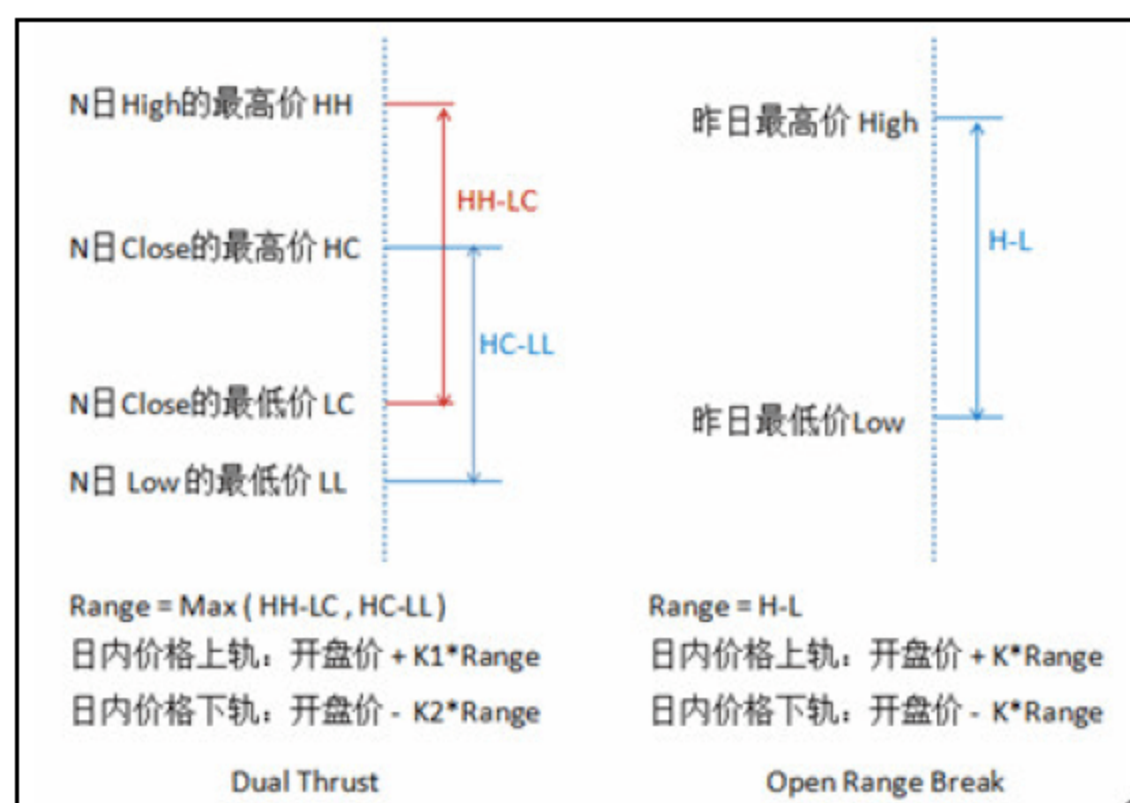 N日High的最高价 HH
HH-LC
N日Close的最高价 HC
HC-LL
N日Close的最低价 LC
N日 Low 的最低价 LL
Range = Max ( HH-LC , HC-LL )
日内价格上轨：开盘价 + K1*Range
日内价格下轨：开盘价 - K2*Range
Dual Thrust
昨日最高价 High
H-L
昨日最低价Low
Range = H-L
日内价格上轨：开盘价 + K*Range
日内价格下轨：开盘价 - K*Range
Open Range Break